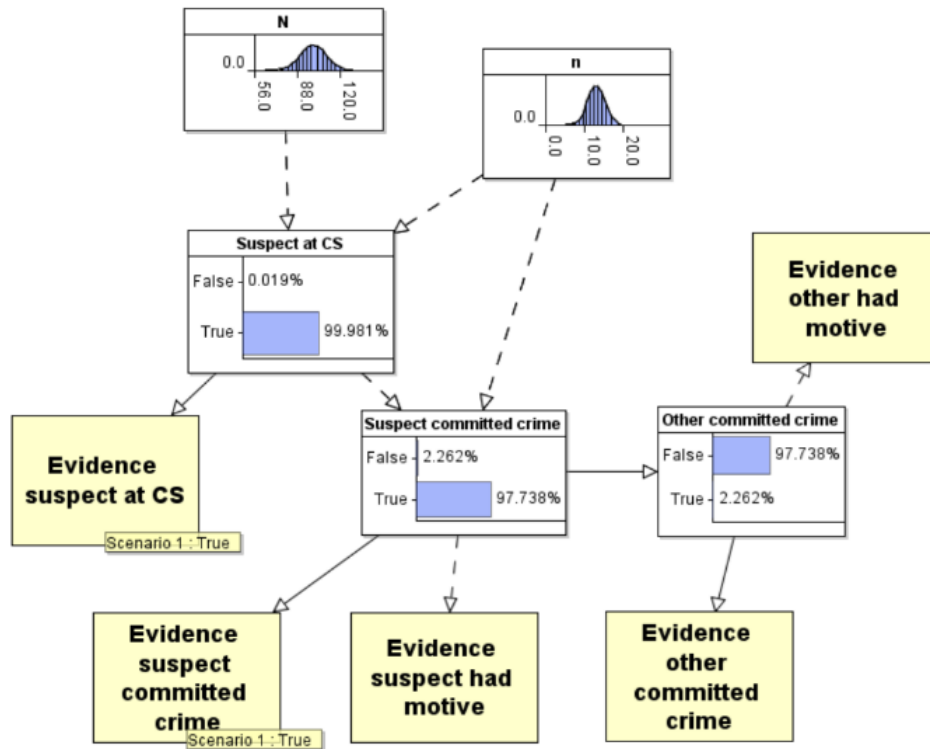 N
0.0
56.0
88.0
120.0
n
0.0
0.0
10.0
20.0
Suspect at CS
False
0.019%
True
99.981%
Evidence
other had
motive
Evidence
suspect at CS
Scenario 1 : True
Suspect committed crime
False
2.262%
True
97.738%
Other committed crime
False
97.738%
True
2.262%
Evidence
suspect
committed
crime
Scenario 1 : True
Evidence
suspect had
motive
Evidence
other
committed
crime